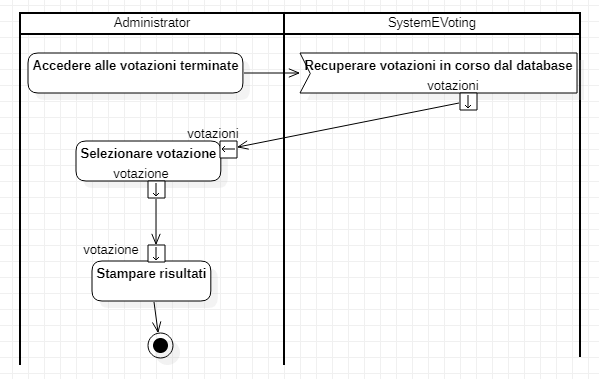 Administrator
SystemEVoting
Accedere alle votazioni terminate
Recuperare votazioni in corso dal database
votazioni
votazioni
Selezionare votazione
votazione
votazione
Stampare risultati